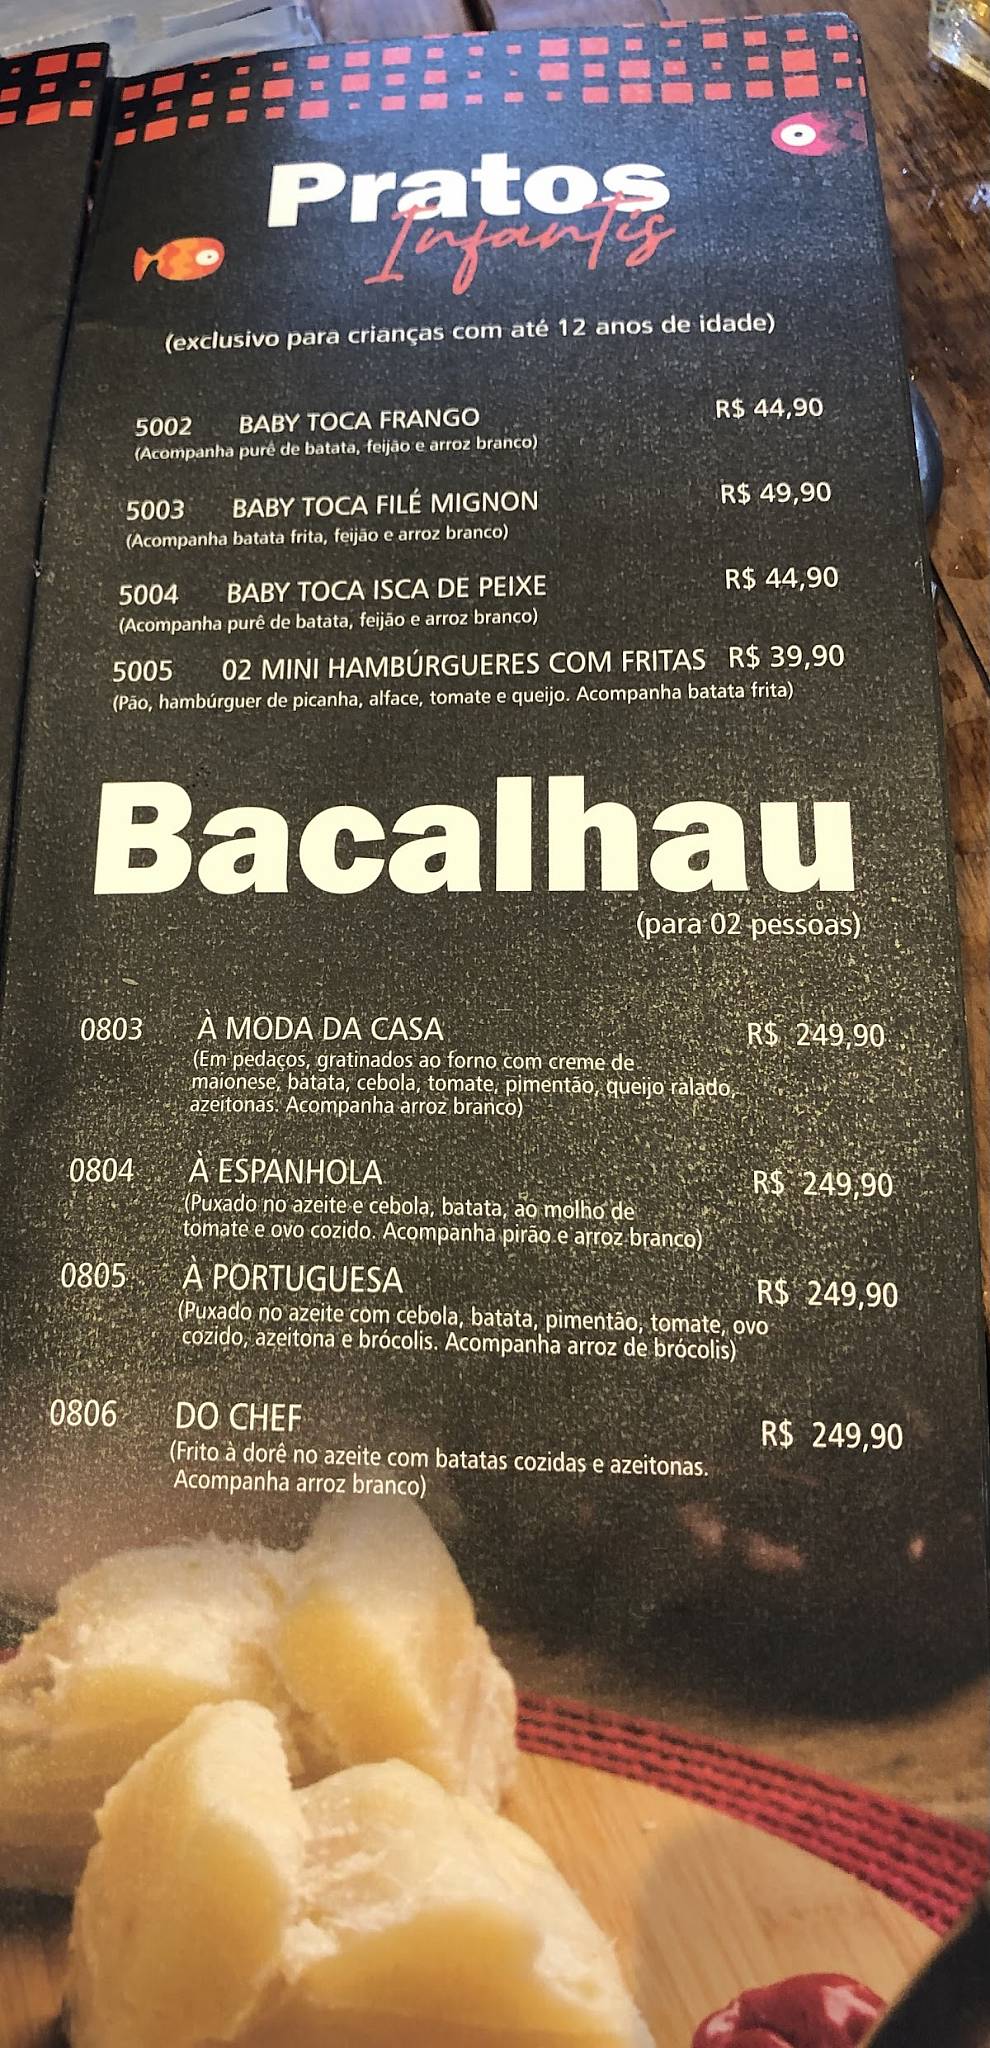 Pratos
Infantis
(exclusivo para crianças com até 12 anos de idade)
5002 BABY TOCA FRANGO R$ 44,90
(Acompanha purê de batata, feijão e arroz branco)
5003 BABY TOCA FILÉ MIGNON R$ 49,90
(Acompanha batata frita, feijão e arroz branco)
5004 BABY TOCA ISCA DE PEIXE R$ 44,90
(Acompanha purê de batata, feijão e arroz branco)
5005 02 MINI HAMBÚRGUERES COM FRITAS R$ 39,90
(Pão, hambúrguer de picanha, alface, tomate e queijo. Acompanha batata frita)
Bacalhau
(para 02 pessoas)
0803 À MODA DA CASA R$ 249,90
(Em pedaços, gratinados ao forno com creme de
maionese, batata, cebola, tomate, pimentão, queijo ralado,
azeitonas. Acompanha arroz branco)
0804 À ESPANHOLA R$ 249,90
(Puxado no azeite e cebola, batata, ao molho de
tomate e ovo cozido. Acompanha pirão e arroz branco)
0805 À PORTUGUESA R$ 249,90
(Puxado no azeite com cebola, batata, pimentão, tomate, ovo
cozido, azeitona e brócolis. Acompanha arroz de brócolis)
0806 DO CHEF R$ 249,90
(Frito à dorê no azeite com batatas cozidas e azeitonas.
Acompanha arroz branco)